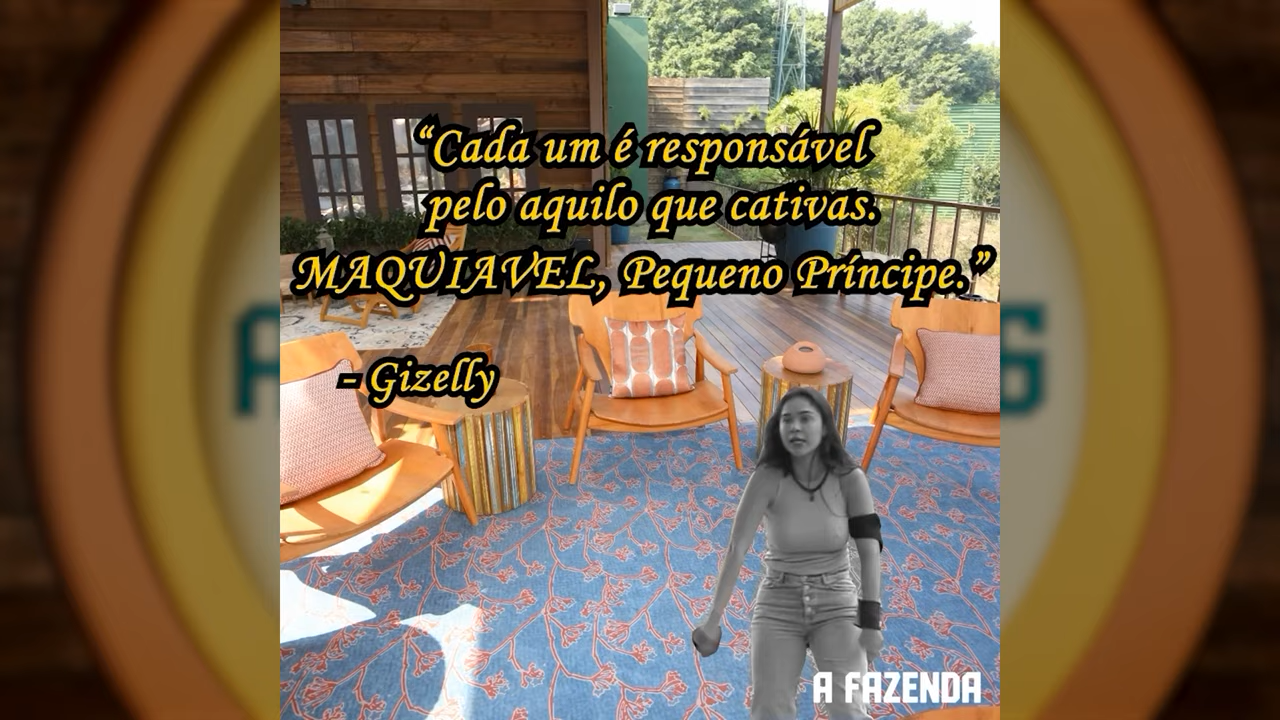 “Cada um é responsável
pelo aquilo que cativas.
MAQUIAVEL, Pequeno Príncipe.”
- Gizelly
A FAZENDA